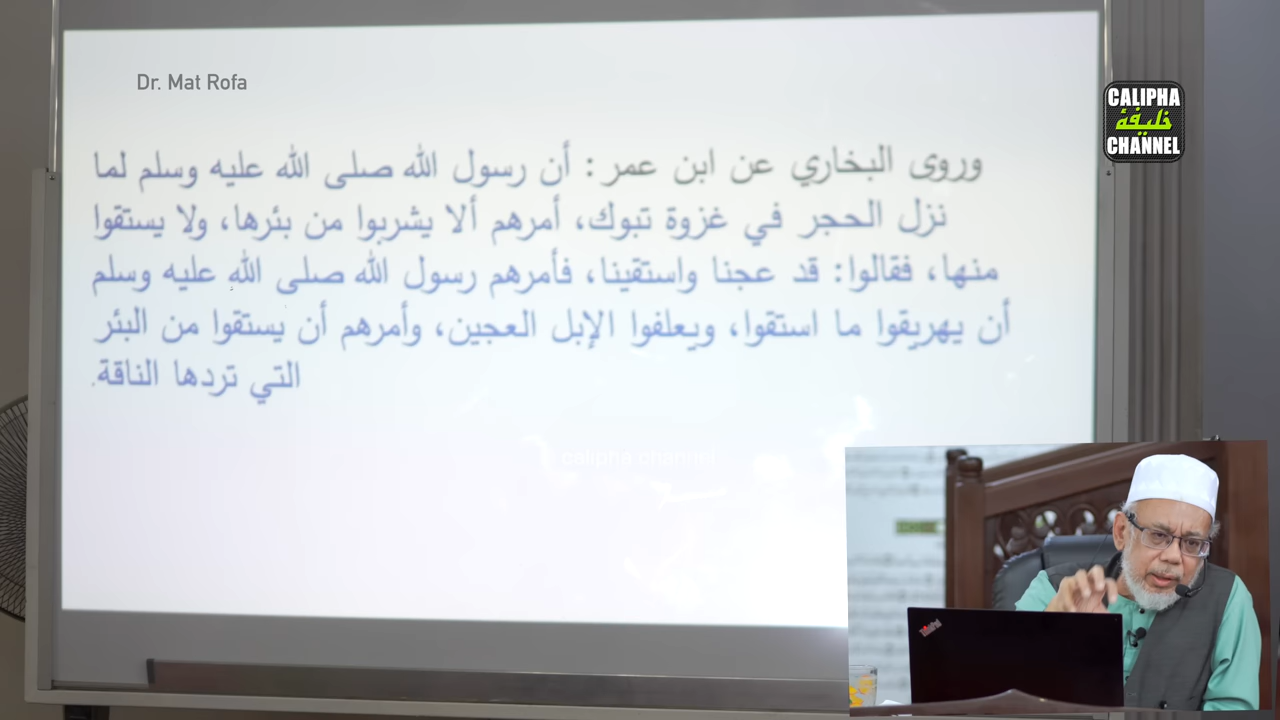 Dr. Mat Rofa
CALIPHA
خليفة
CHANNEL
وروى البخاري عن ابن عمر: أن رسول الله صلى الله عليه وسلم لما
نزل الحجر في غزوة تبوك، أمرهم ألا يشربوا من بئرها، ولا يستقوا
منها، فقالوا: قد عجنا واستقينا، فأمرهم رسول الله صلى الله عليه وسلم
أن يهريقوا ما استقوا، ويعلفوا الإبل العجين، وأمرهم أن يستقوا من البئر
التي تردها الناقة.
calipha channel
ThinkPad